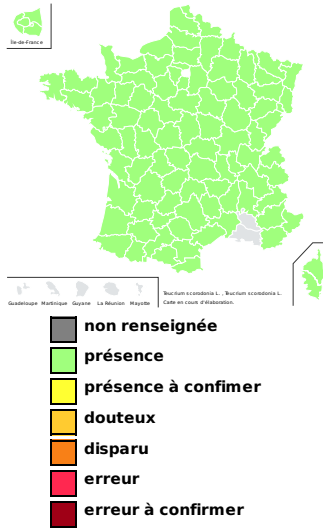 Île-de-France
Guadeloupe Martinique Guyane La Réunion Mayotte
Teucrium scorodonia L. , Teucrium scorodonia L.
Carte en cours d'élaboration.
non renseignée
présence
présence à confimer
douteux
disparu
erreur
erreur à confirmer